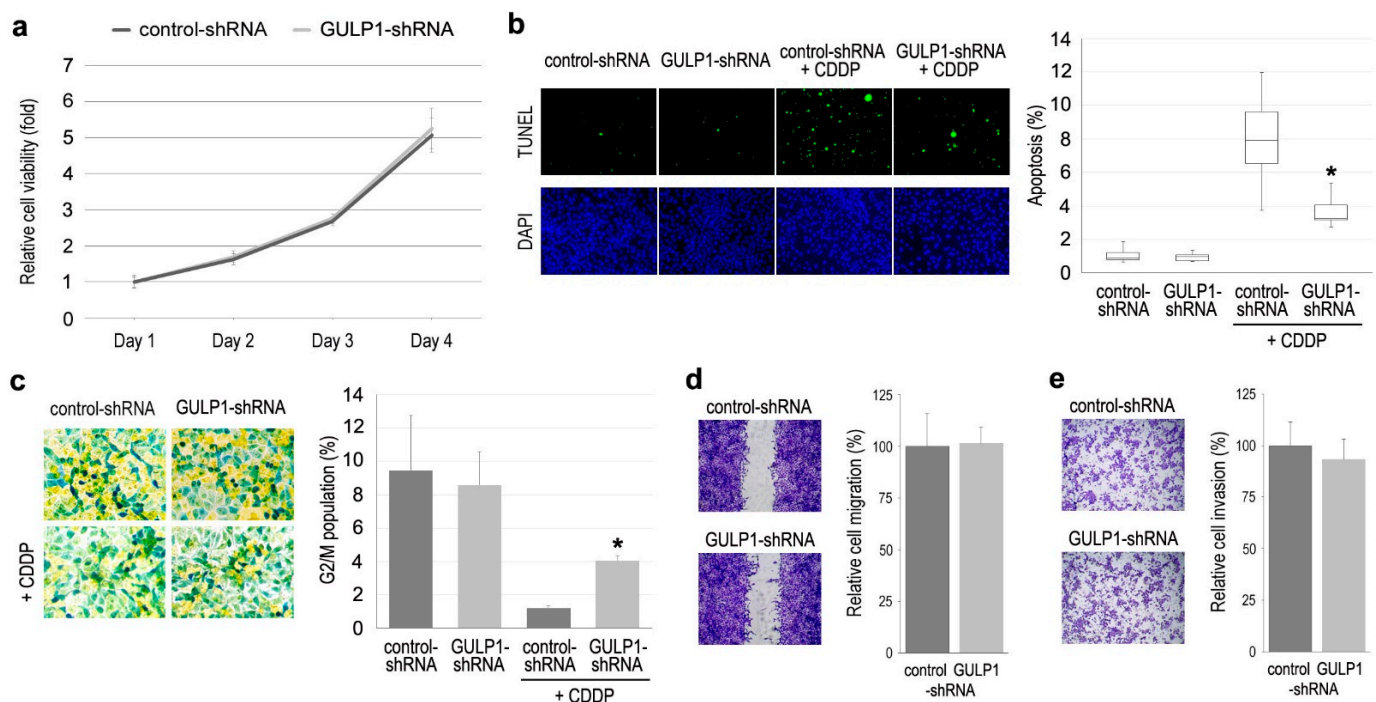 a
control-shRNA GULP1-shRNA
Relative cell viability (fold)
7
6
5
4
3
2
1
0
Day 1 Day 2 Day 3 Day 4
b
control-shRNA GULP1-shRNA control-shRNA + CDDP GULP1-shRNA + CDDP
TUNEL
DAPI
Apoptosis (%)
14
12
10
8
6
4
2
0
*
control-shRNA GULP1-shRNA control-shRNA GULP1-shRNA
+ CDDP
c
control-shRNA GULP1-shRNA
+ CDDP
G2/M population (%)
14
12
10
8
6
4
2
0
*
control-shRNA GULP1-shRNA control-shRNA GULP1-shRNA
+ CDDP
d
control-shRNA
GULP1-shRNA
Relative cell migration (%)
125
100
75
50
25
0
control GULP1
-shRNA
e
control-shRNA
GULP1-shRNA
Relative cell invasion (%)
125
100
75
50
25
0
control GULP1
-shRNA